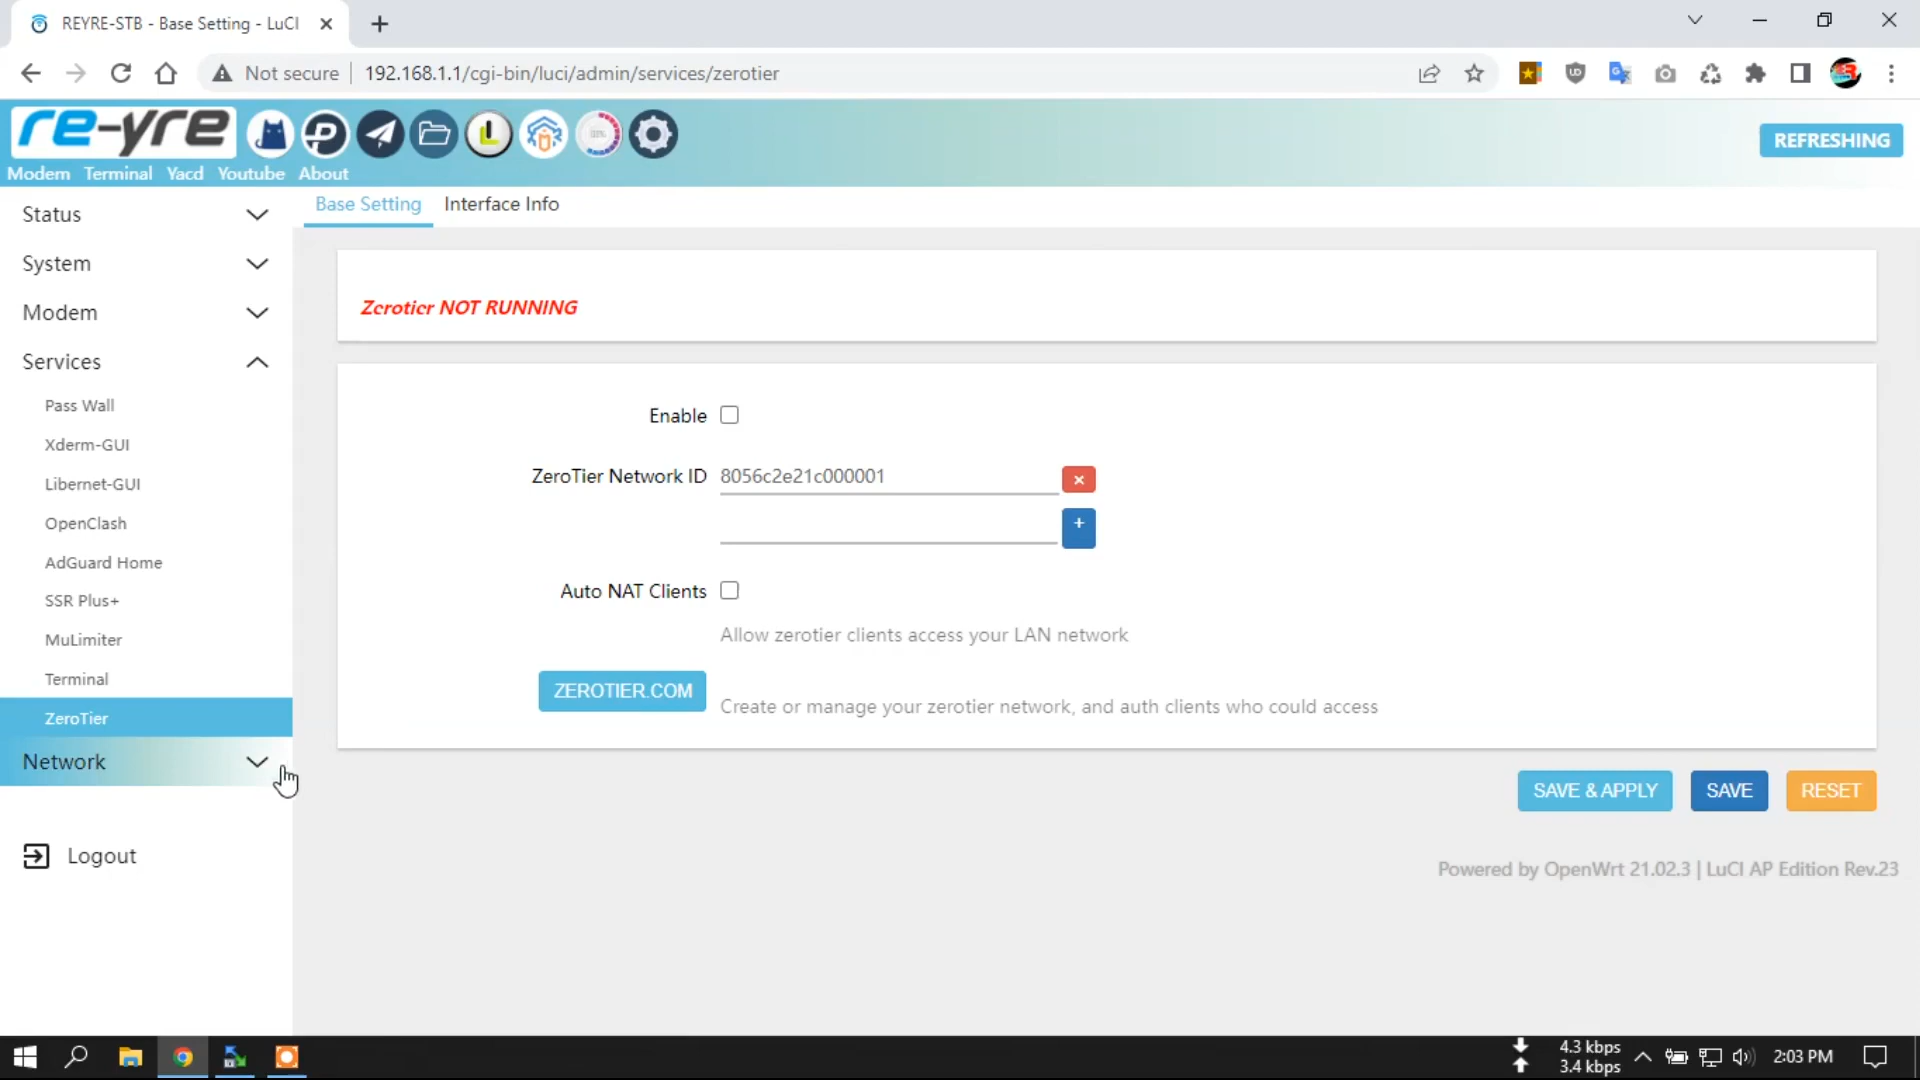 REYRE-STB - Base Setting - LuCI
Not secure
192.168.1.1/cgi-bin/luci/admin/services/zerotier
re-yre
REFRESHING
Modem Terminal Yacd Youtube About
Status
System
Modem
Services
Pass Wall
Xderm-GUI
Libernet-GUI
OpenClash
AdGuard Home
SSR Plus+
MuLimiter
Terminal
ZeroTier
Network
Logout
Base Setting
Interface Info
Zerotier NOT RUNNING
Enable
ZeroTier Network ID
8056c2e21c000001
×
+
Auto NAT Clients
Allow zerotier clients access your LAN network
ZEROTIER.COM
Create or manage your zerotier network, and auth clients who could access
SAVE & APPLY
SAVE
RESET
Powered by OpenWrt 21.02.3 | LuCI AP Edition Rev.23
4.3 kbps
3.4 kbps
2:03 PM